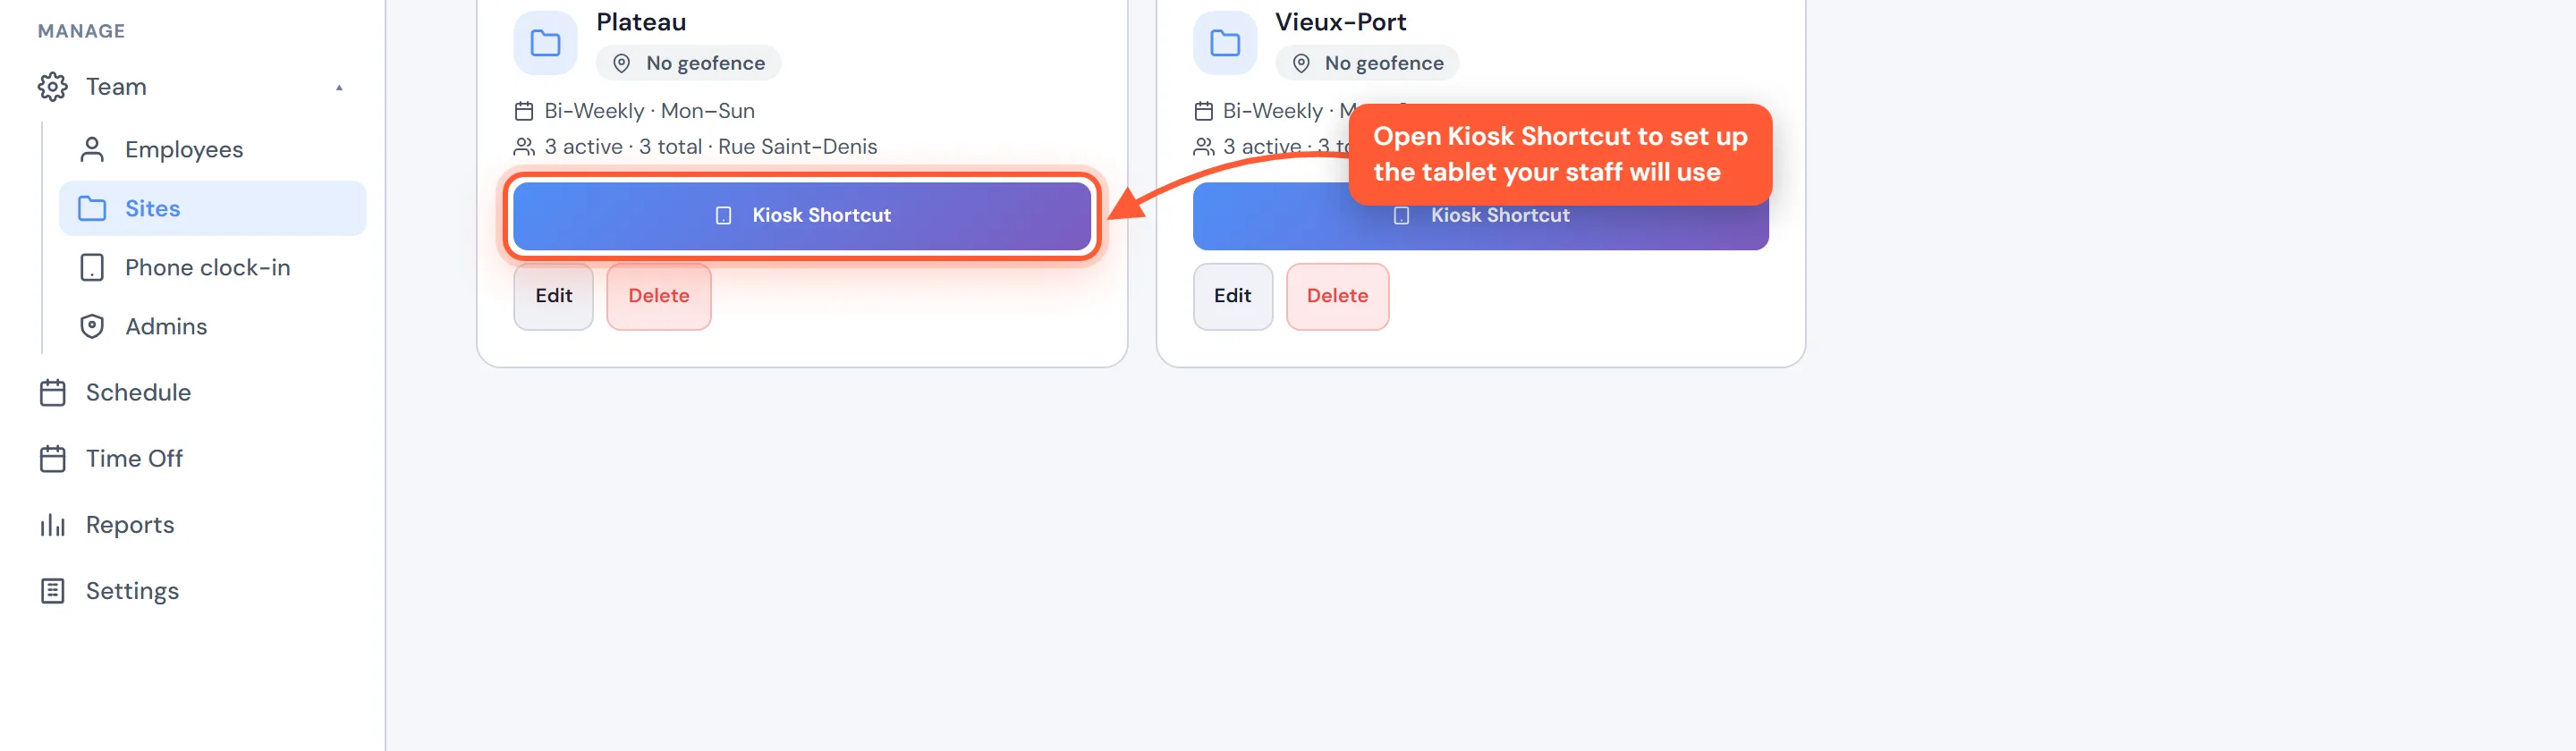 MANAGE
Team
Employees
Sites
Phone clock-in
Admins
Schedule
Time Off
Reports
Settings
Plateau
No geofence
Bi-Weekly · Mon–Sun
3 active · 3 total · Rue Saint-Denis
Kiosk Shortcut
Edit
Delete
Vieux-Port
No geofence
Bi-Weekly ·
3 active · 3
Open Kiosk Shortcut to set up
the tablet your staff will use
Kiosk Shortcut
Edit
Delete